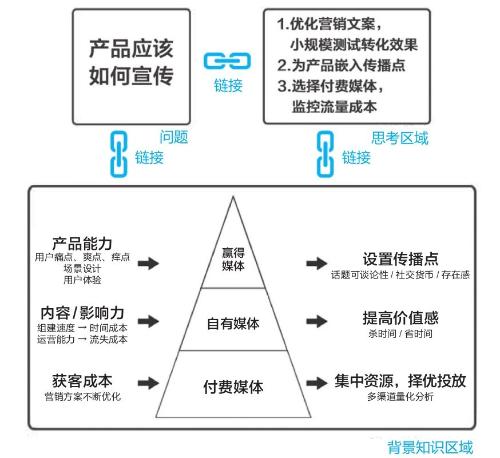 产品应该
如何宣传
链接
1.优化营销文案，
小规模测试转化效果
2.为产品嵌入传播点
3.选择付费媒体，
监控流量成本
问题
思考区域
链接
链接
产品能力
用户痛点、爽点、痒点
场景设计
用户体验
赢得
媒体
设置传播点
话题可谈论性 / 社交货币 / 存在感
内容 / 影响力
组建速度 → 时间成本
运营能力 → 流失成本
自有媒体
提高价值感
杀时间 / 省时间
获客成本
营销方案不断优化
付费媒体
集中资源，择优投放
多渠道量化分析
背景知识区域